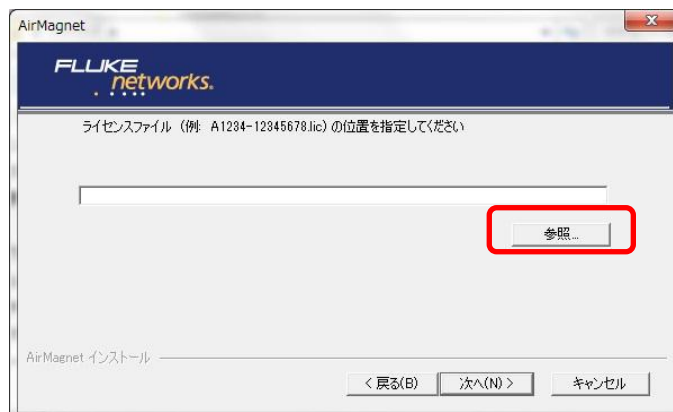 AirMagnet
FLUKE
networks.
ライセンスファイル (例: A1234-12345678.lic) の位置を指定してください
参照...
AirMagnet インストール
< 戻る(B)
次へ(N) >
キャンセル